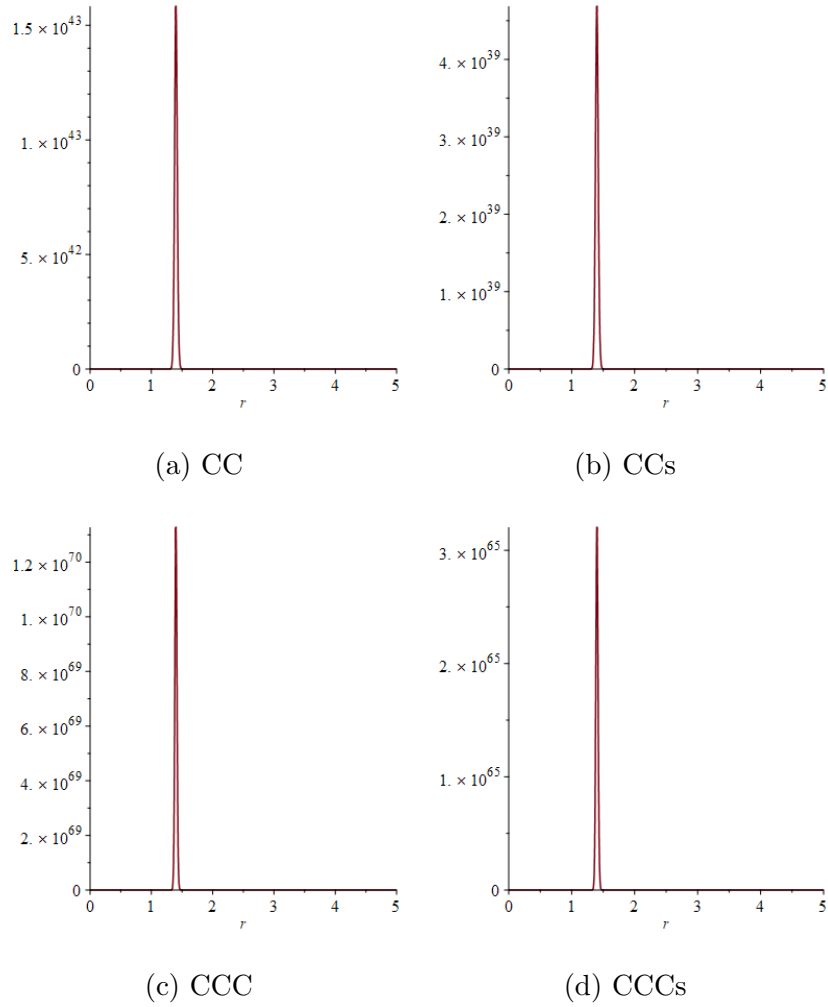 1.5 × 10^43
1. × 10^43
5. × 10^42
0
0 1 2 3 4 5
r
(a) CC
4. × 10^39
3. × 10^39
2. × 10^39
1. × 10^39
0
0 1 2 3 4 5
r
(b) CCs
1.2 × 10^70
1. × 10^70
8. × 10^69
6. × 10^69
4. × 10^69
2. × 10^69
0
0 1 2 3 4 5
r
(c) CCC
3. × 10^65
2. × 10^65
1. × 10^65
0
0 1 2 3 4 5
r
(d) CCCs